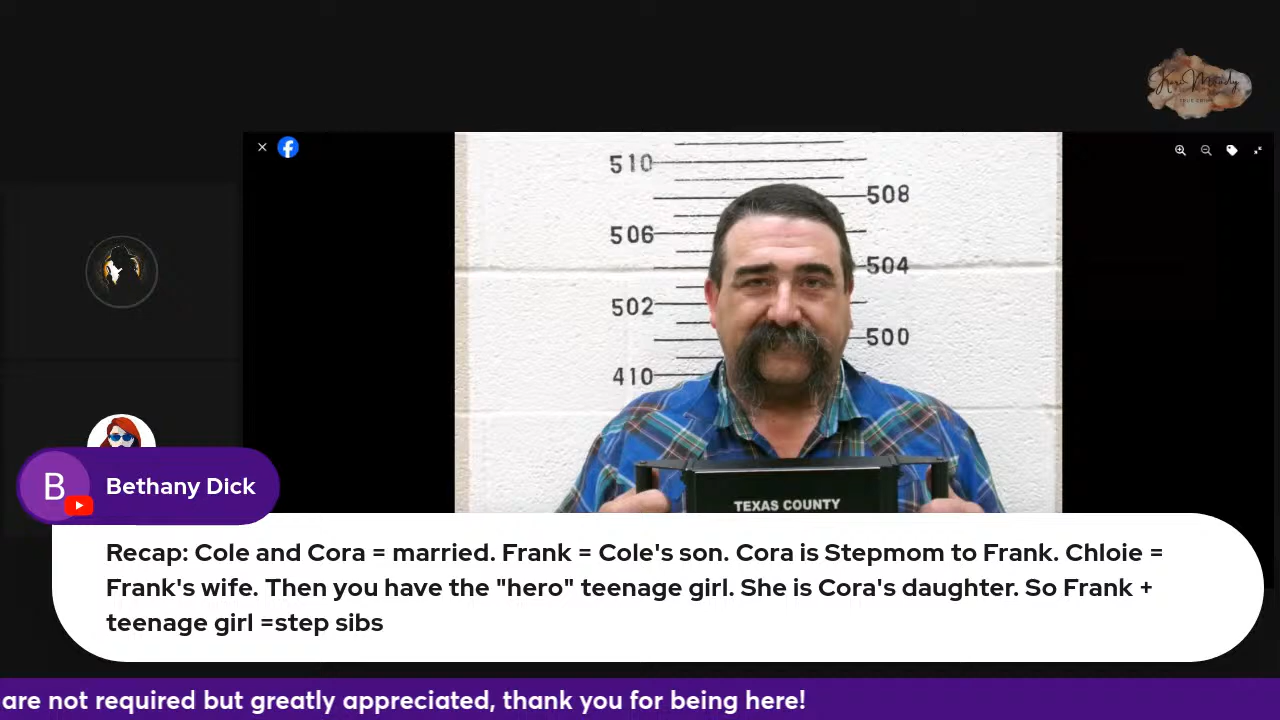 510
508
506
504
502
500
410
TEXAS COUNTY
B
Bethany Dick
Recap: Cole and Cora = married. Frank = Cole's son. Cora is Stepmom to Frank. Chloie =
Frank's wife. Then you have the "hero" teenage girl. She is Cora's daughter. So Frank +
teenage girl =step sibs
are not required but greatly appreciated, thank you for being here!